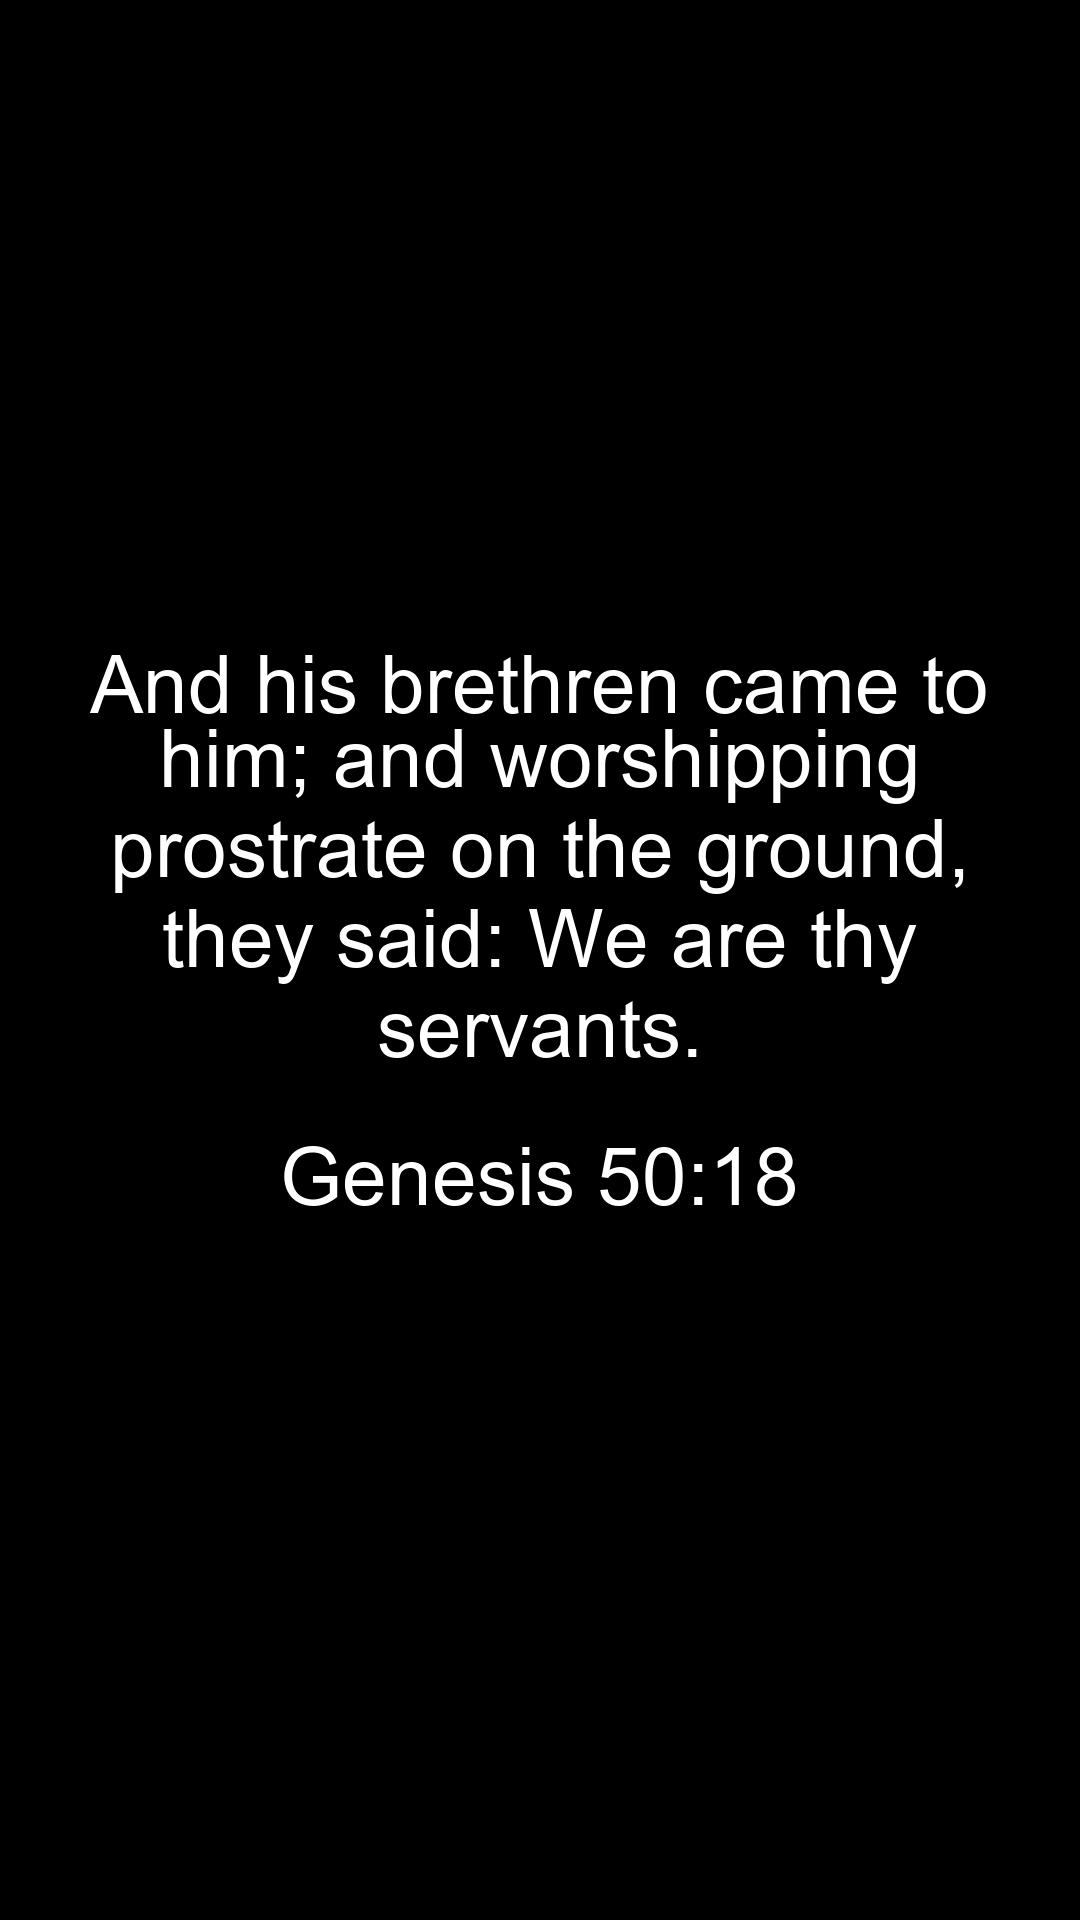 And his brethren came to
him; and worshipping
prostrate on the ground,
they said: We are thy
servants.
Genesis 50:18